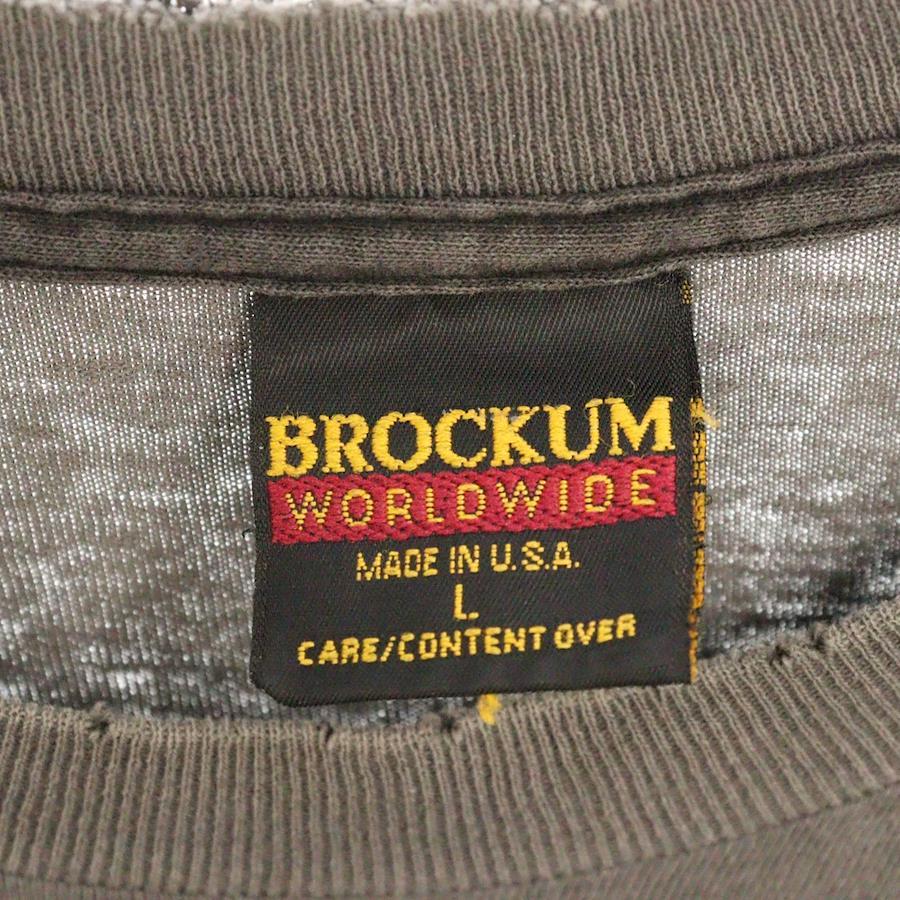 BROCKUM
WORLDWIDE
MADE IN U.S.A.
L
CARE/CONTENT OVER